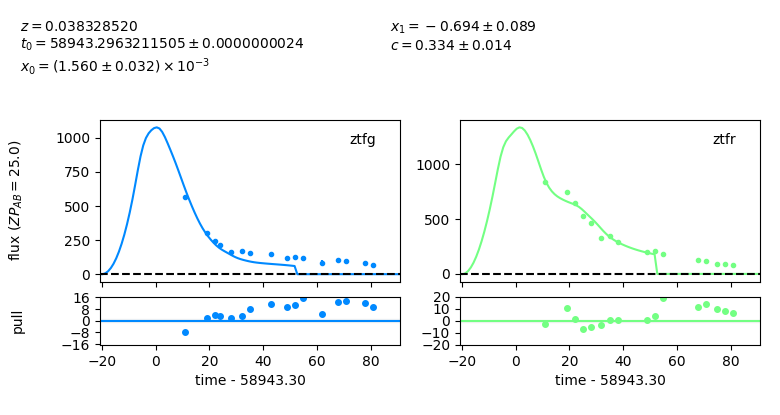 z = 0.038328520
t₀ = 58943.2963211505 ± 0.0000000024
x₀ = (1.560 ± 0.032) × 10⁻³
x₁ = −0.694 ± 0.089
c = 0.334 ± 0.014
flux (ZP_AB = 25.0)
1000
750
500
250
0
ztfg
1000
500
0
ztfr
pull
16
8
0
−8
−16
−20 0 20 40 60 80
time - 58943.30
20
10
0
−10
−20
−20 0 20 40 60 80
time - 58943.30